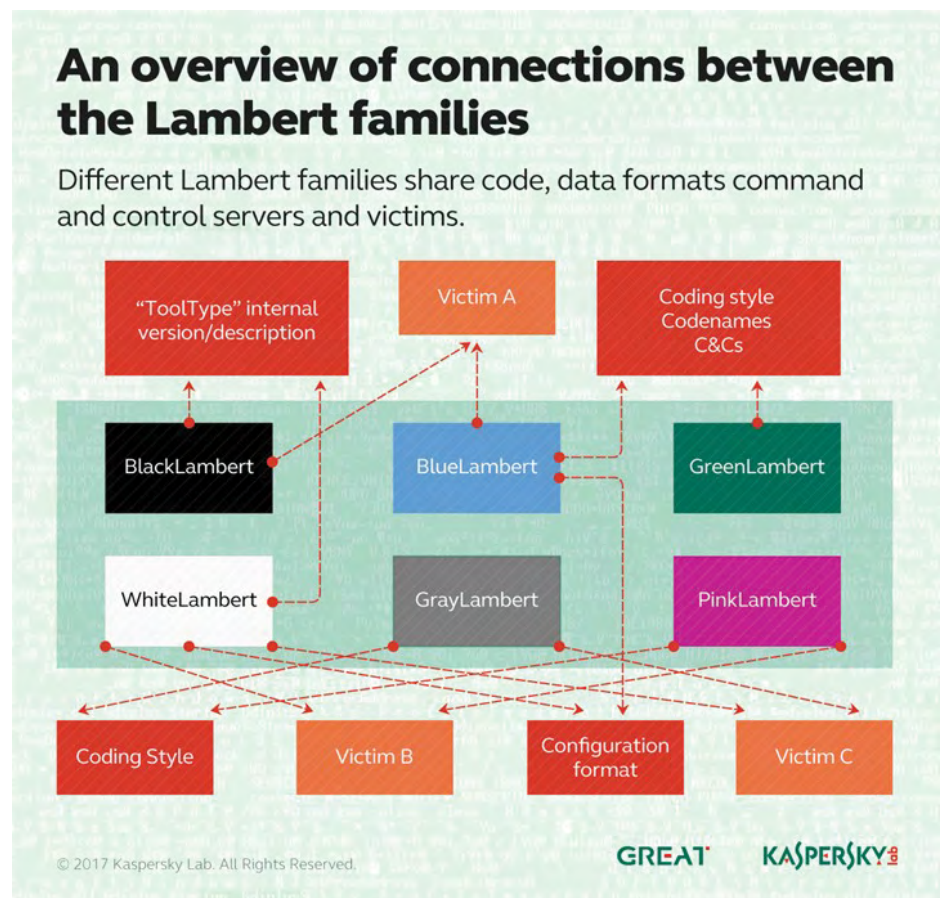 An overview of connections between
the Lambert families
Different Lambert families share code, data formats command
and control servers and victims.
“ToolType” internal
version/description
Victim A
Coding style
Codenames
C&Cs
BlackLambert
BlueLambert
GreenLambert
WhiteLambert
GrayLambert
PinkLambert
Coding Style
Victim B
Configuration
format
Victim C
© 2017 Kaspersky Lab. All Rights Reserved.
GREAT
KASPERSKY lab